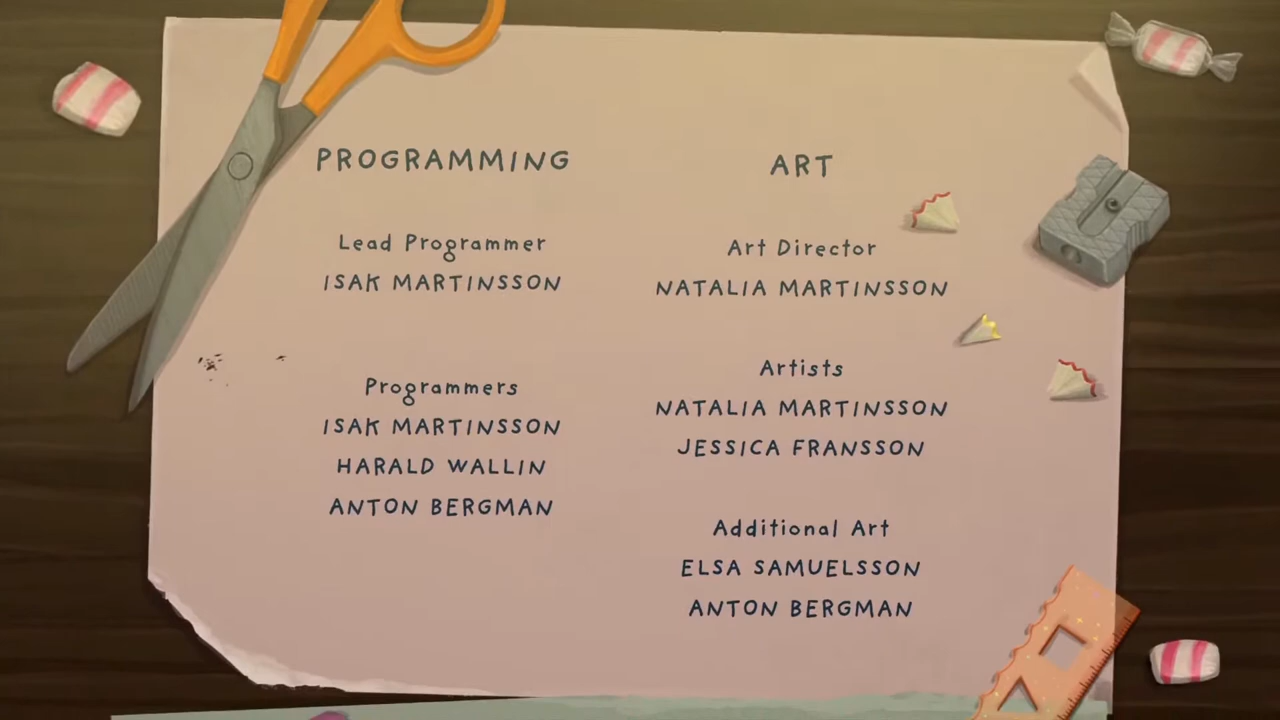 PROGRAMMING
Lead Programmer
ISAK MARTINSSON
Programmers
ISAK MARTINSSON
HARALD WALLIN
ANTON BERGMAN
ART
Art Director
NATALIA MARTINSSON
Artists
NATALIA MARTINSSON
JESSICA FRANSSON
Additional Art
ELSA SAMUELSSON
ANTON BERGMAN